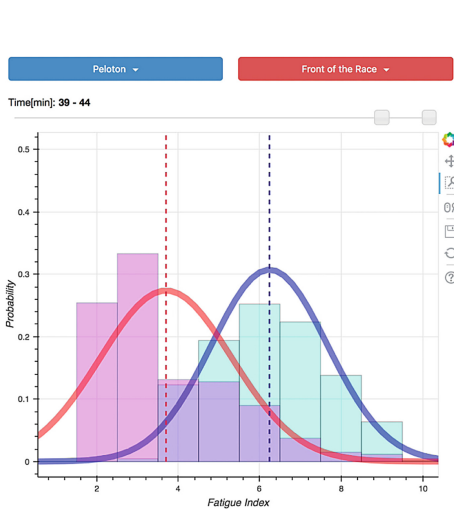 Peloton
Front of the Race
Time[min]: 39 - 44
0.5
0.4
0.3
0.2
0.1
0
Probability
2
4
6
8
10
Fatigue Index